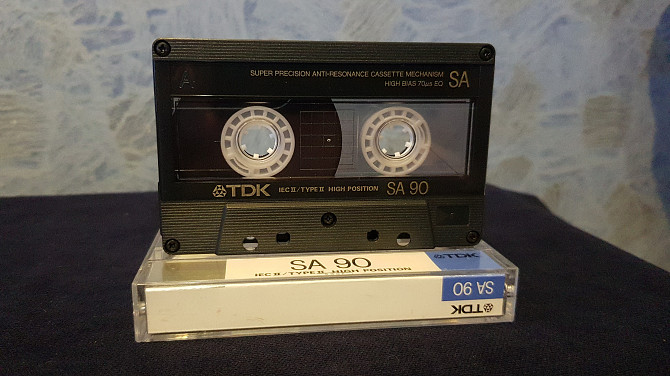 A
SUPER PRECISION ANTI-RESONANCE CASSETTE MECHANISM SA
HIGH BIAS 70µs EQ
TDK IEC II/TYPE II HIGH POSITION SA 90
SA 90
IEC II/TYPE II HIGH POSITION
TDK
SA 90
TDK